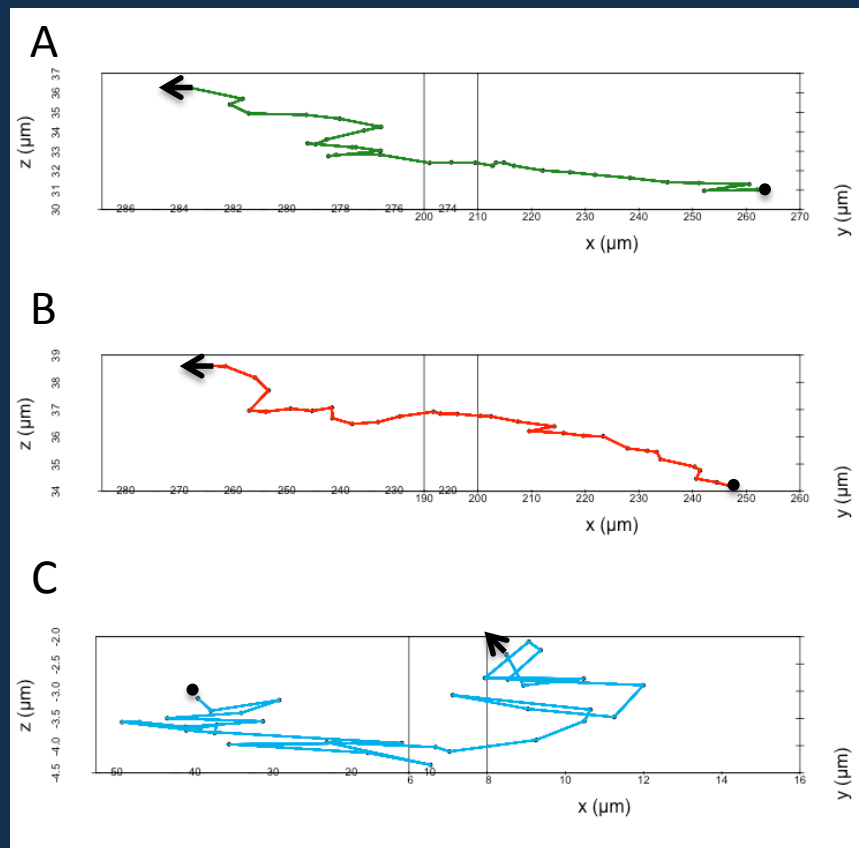 A
z (µm)
37
36
35
34
33
32
31
30
286 284 282 280 278 276 200 274 210 220 230 240 250 260 270
x (µm)
y (µm)
B
z (µm)
39
38
37
36
35
34
280 270 260 250 240 230 190 220 200 210 220 230 240 250 260
x (µm)
y (µm)
C
z (µm)
-2.0
-2.5
-3.0
-3.5
-4.0
-4.5
50 40 30 20 6 10 8 10 12 14 16
x (µm)
y (µm)